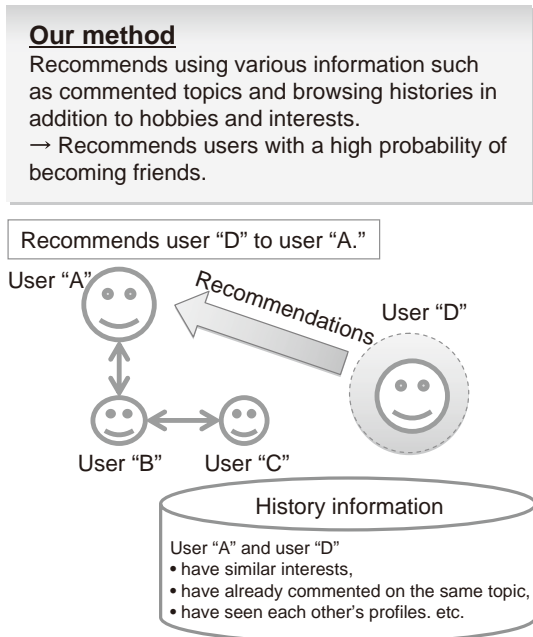 Our method
Recommends using various information such
as commented topics and browsing histories in
addition to hobbies and interests.
→ Recommends users with a high probability of
becoming friends.
Recommends user “D” to user “A.”
User “A”
Recommendations
User “D”
User “B”
User “C”
History information
User “A” and user “D”
• have similar interests,
• have already commented on the same topic,
• have seen each other’s profiles. etc.